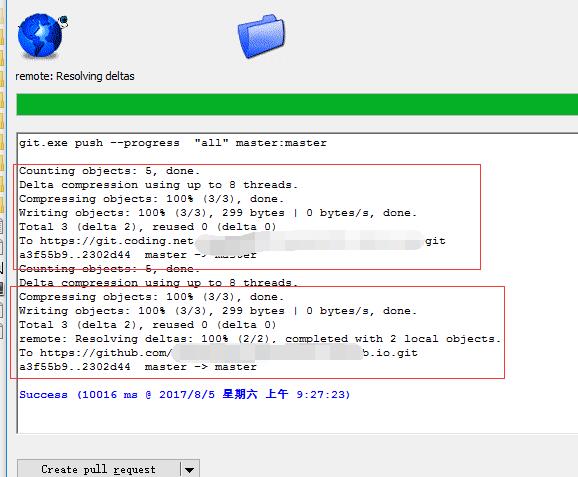 remote: Resolving deltas
git.exe push --progress "all" master:master
Counting objects: 5, done.
Delta compression using up to 8 threads.
Compressing objects: 100% (3/3), done.
Writing objects: 100% (3/3), 299 bytes | 0 bytes/s, done.
Total 3 (delta 2), reused 0 (delta 0)
To https://git.coding.net git
a3f55b9..2302d44 master -> master
Counting objects: 5, done.
Delta compression using up to 8 threads.
Compressing objects: 100% (3/3), done.
Writing objects: 100% (3/3), 299 bytes | 0 bytes/s, done.
Total 3 (delta 2), reused 0 (delta 0)
remote: Resolving deltas: 100% (2/2), completed with 2 local objects.
To https://github.com/ b.io.git
a3f55b9..2302d44 master -> master
Success (10016 ms @ 2017/8/5 星期六 上午 9:27:23)
Create pull request